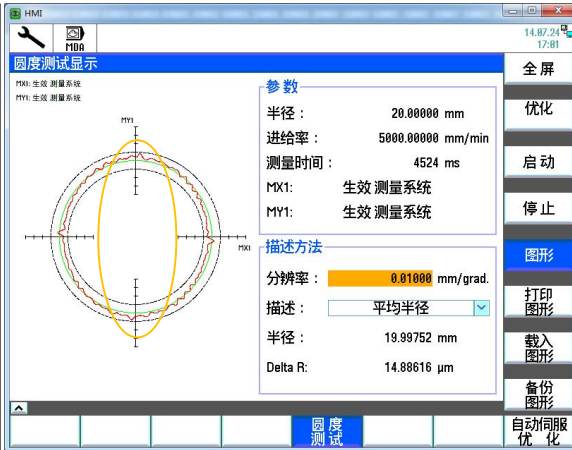 HMI
MDA
14.07.24
17:01
圆度测试显示
MX1: 生效 测量系统
MY1: 生效 测量系统
MY1
MX1
参数
半径： 20.00000 mm
进给率： 5000.00000 mm/min
测量时间： 4524 ms
MX1: 生效 测量系统
MY1: 生效 测量系统
描述方法
分辨率： 0.01000 mm/grad.
描述： 平均半径
半径： 19.99752 mm
Delta R: 14.88616 μm
全屏
优化
启动
停止
图形
打印
图形
载入
图形
备份
图形
圆度
测试
自动伺服
优 化